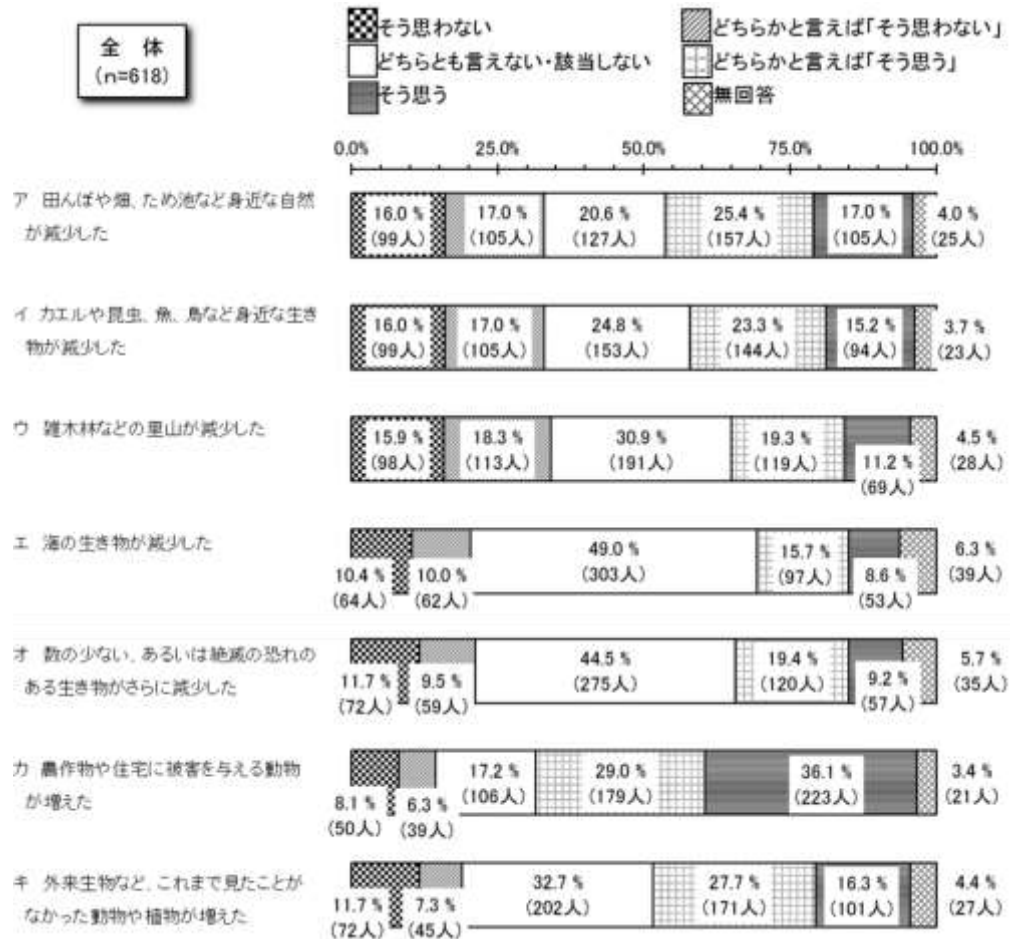 全 体
(n=618)
そう思わない
どちらかと言えば「そう思わない」
どちらとも言えない・該当しない
どちらかと言えば「そう思う」
そう思う
無回答
0.0% 25.0% 50.0% 75.0% 100.0%
ア 田んぼや畑、ため池など身近な自然
が減少した
16.0 % 17.0 % 20.6 % 25.4 % 17.0 % 4.0 %
(99人) (105人) (127人) (157人) (105人) (25人)
イ カエルや昆虫、魚、鳥など身近な生き
物が減少した
16.0 % 17.0 % 24.8 % 23.3 % 15.2 % 3.7 %
(99人) (105人) (153人) (144人) (94人) (23人)
ウ 雑木林などの里山が減少した
15.9 % 18.3 % 30.9 % 19.3 % 11.2 % 4.5 %
(98人) (113人) (191人) (119人) (69人) (28人)
エ 海の生き物が減少した
10.4 % 10.0 % 49.0 % 15.7 % 8.6 % 6.3 %
(64人) (62人) (303人) (97人) (53人) (39人)
オ 数の少ない、あるいは絶滅の恐れの
ある生き物がさらに減少した
11.7 % 9.5 % 44.5 % 19.4 % 9.2 % 5.7 %
(72人) (59人) (275人) (120人) (57人) (35人)
カ 農作物や住宅に被害を与える動物
が増えた
8.1 % 6.3 % 17.2 % 29.0 % 36.1 % 3.4 %
(50人) (39人) (106人) (179人) (223人) (21人)
キ 外来生物など、これまで見たことが
なかった動物や植物が増えた
11.7 % 7.3 % 32.7 % 27.7 % 16.3 % 4.4 %
(72人) (45人) (202人) (171人) (101人) (27人)